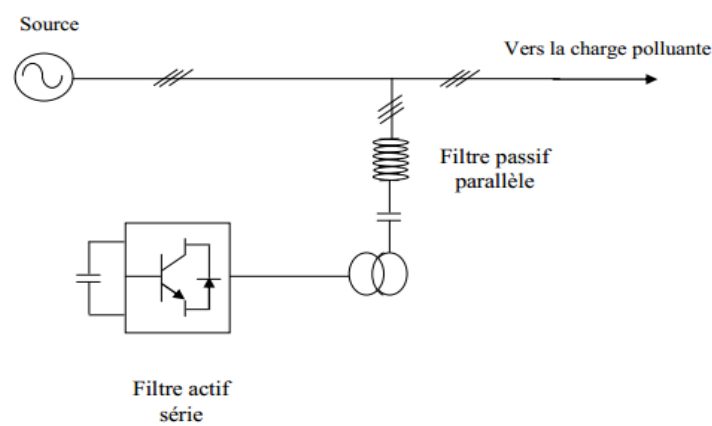 Source
Vers la charge polluante
Filtre passif
parallèle
Filtre actif
série